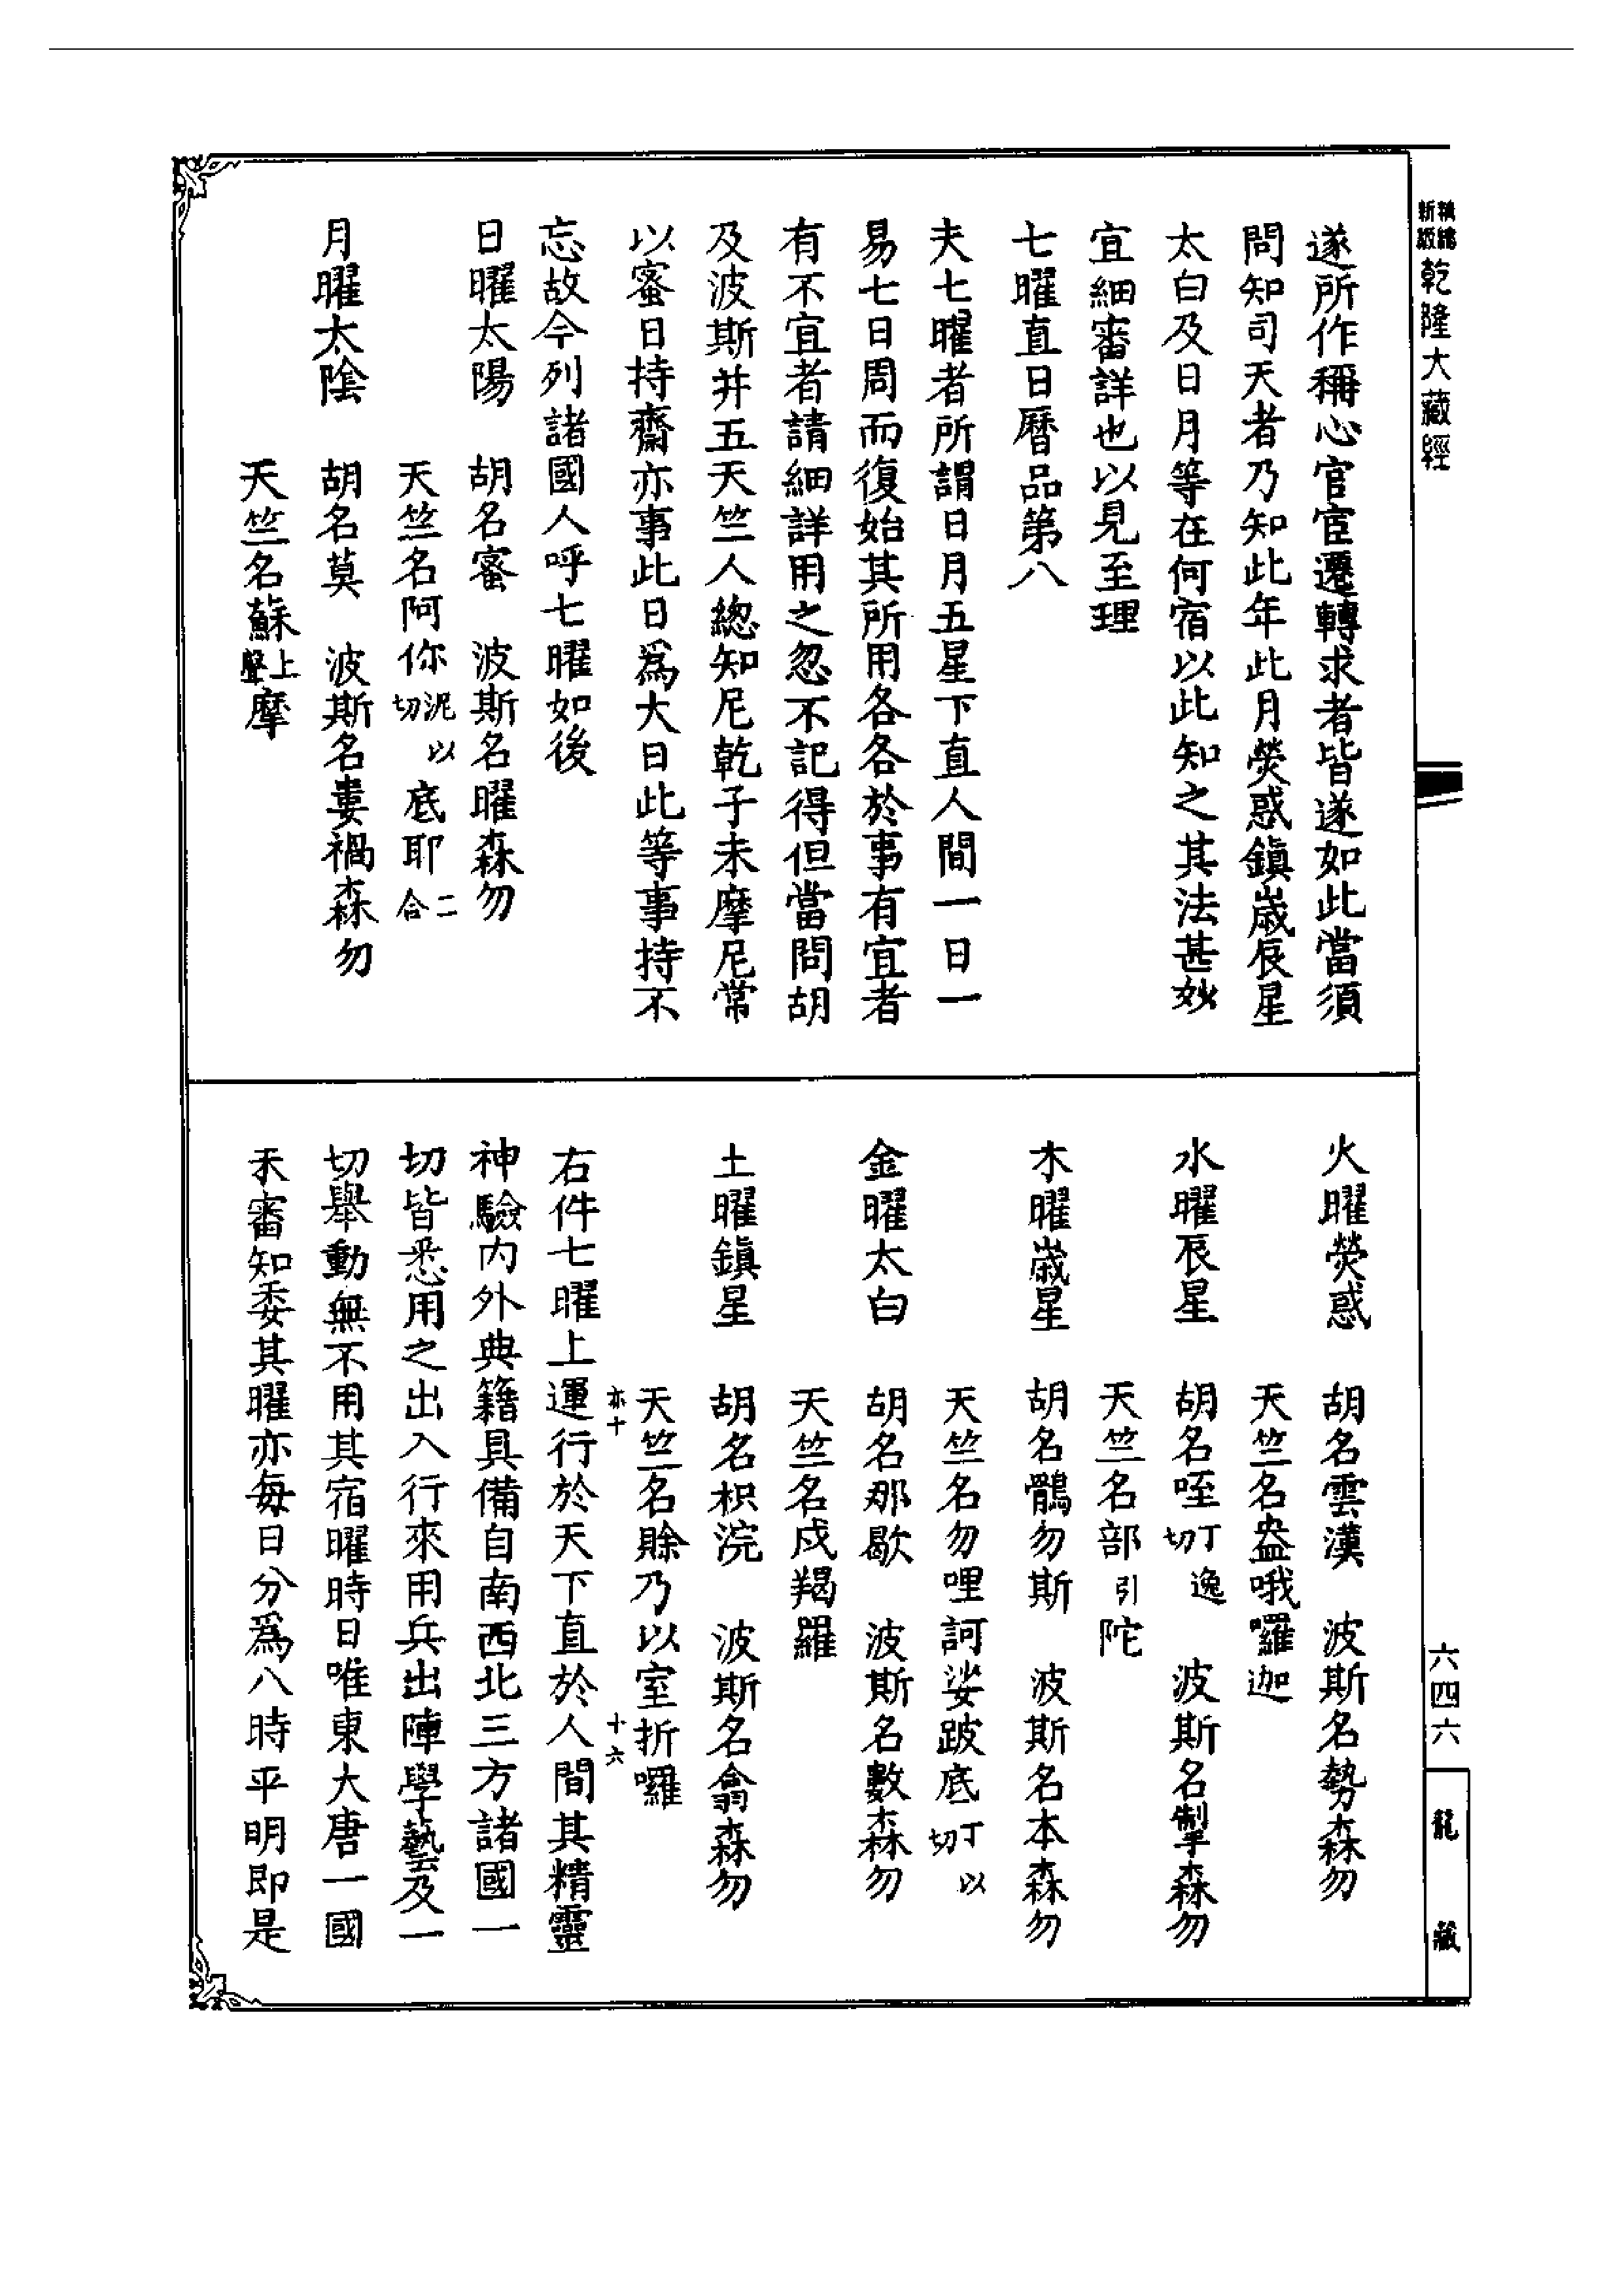 精編新版
乾隆大藏經
遂所作稱心官宦遷轉求者皆遂如此當須
問知司天者乃知此年此月熒惑鎮歲辰星
太白及日月等在何宿以此知之其法甚妙
宜細審詳也以見至理
七曜直日曆品第八
夫七曜者所謂日月五星下直人間一日一
易七日周而復始其所用各各於事有宜者
有不宜者請細詳用之忽不記得但當問胡
及波斯并五天竺人總知尼乾子末摩尼常
以蜜日持齋亦事此日為大日此等事持不
忘故今列諸國人呼七曜如後
日曜太陽 胡名蜜 波斯名曜森勿
天竺名阿你泥以切底耶二合
月曜太陰 胡名莫 波斯名婁禍森勿
天竺名蘇上聲摩
火曜熒惑 胡名雲漢 波斯名勢森勿
天竺名盎哦囉迦
水曜辰星 胡名咥丁逸切 波斯名掣森勿
天竺名部引陀
木曜歲星 胡名鶻勿斯 波斯名本森勿
天竺名勿哩訶娑跛底丁以切
金曜太白 胡名那歇 波斯名數森勿
天竺名戍羯羅
土曜鎮星 胡名枳浣 波斯名翕森勿
天竺名賖乃以室折囉
亦十 十六
右件七曜上運行於天下直於人間其精靈
神驗內外典籍具備自南西北三方諸國一
切皆悉用之出入行來用兵出陣學藝及一
切舉動無不用其宿曜時日唯東大唐一國
未審知委其曜亦每日分為八時平明即是
六四六
龍藏